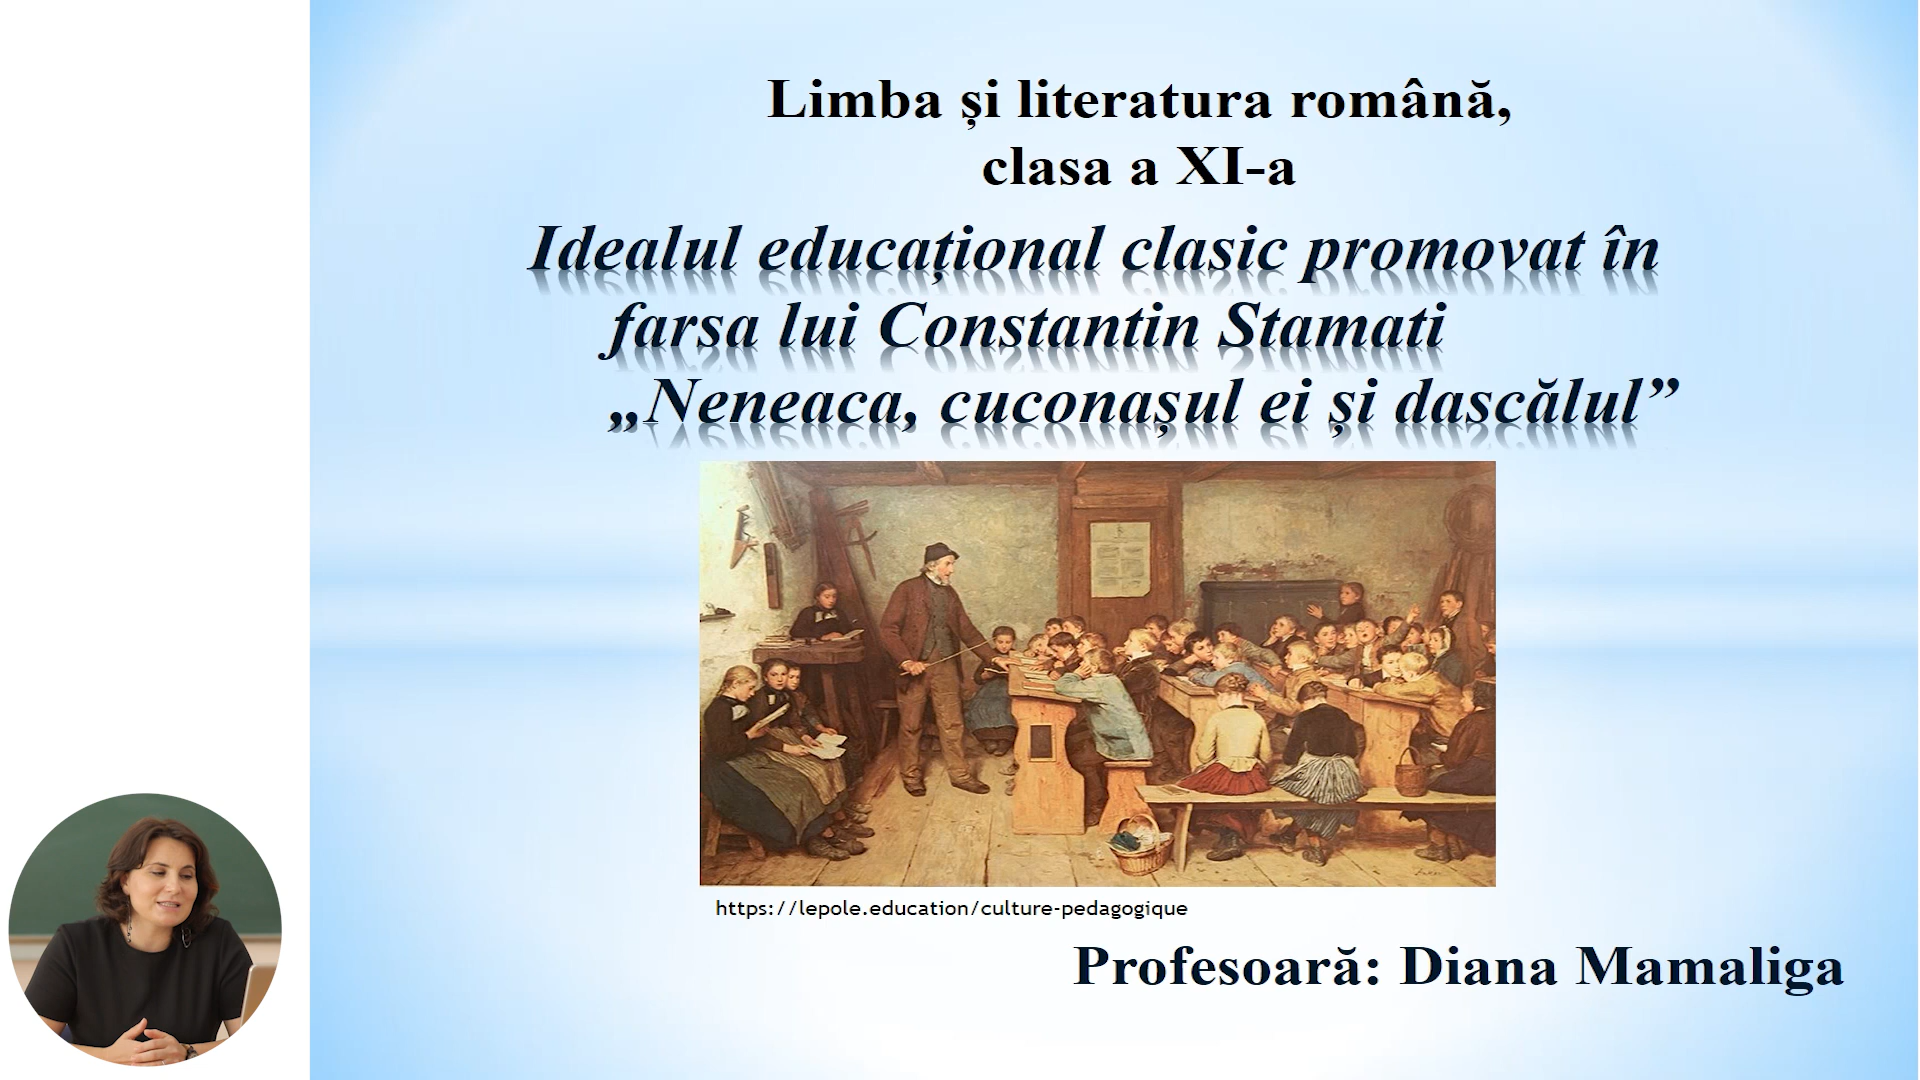 Limba și literatura română,
clasa a XI-a
Idealul educațional clasic promovat în
farsa lui Constantin Stamati
„Neneaca, cuconașul ei și dascălul”
https://lepole.education/culture-pedagogique
Profesoară: Diana Mamaliga